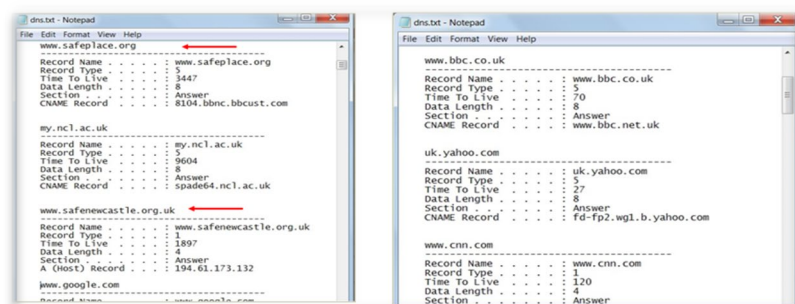 dns.txt - Notepad
File Edit Format View Help
www.safeplace.org
----------------------------------------
Record Name . . . . . : www.safeplace.org
Record Type . . . . . : 5
Time To Live . . . . : 3447
Data Length . . . . . : 8
Section . . . . . . . : Answer
CNAME Record . . . . : 8104.bbnc.bbcust.com
my.ncl.ac.uk
----------------------------------------
Record Name . . . . . : my.ncl.ac.uk
Record Type . . . . . : 5
Time To Live . . . . : 9604
Data Length . . . . . : 8
Section . . . . . . . : Answer
CNAME Record . . . . : spade64.ncl.ac.uk
www.safenewcastle.org.uk
----------------------------------------
Record Name . . . . . : www.safenewcastle.org.uk
Record Type . . . . . : 1
Time To Live . . . . : 1897
Data Length . . . . . : 4
Section . . . . . . . : Answer
A (Host) Record . . . : 194.61.173.132
www.google.com
----------------------------------------
Record Name . . . . . : www.google.com
dns.txt - Notepad
File Edit Format View Help
www.bbc.co.uk
----------------------------------------
Record Name . . . . . : www.bbc.co.uk
Record Type . . . . . : 5
Time To Live . . . . : 70
Data Length . . . . . : 8
Section . . . . . . . : Answer
CNAME Record . . . . : www.bbc.net.uk
uk.yahoo.com
----------------------------------------
Record Name . . . . . : uk.yahoo.com
Record Type . . . . . : 5
Time To Live . . . . : 27
Data Length . . . . . : 8
Section . . . . . . . : Answer
CNAME Record . . . . : fd-fp2.wg1.b.yahoo.com
www.cnn.com
----------------------------------------
Record Name . . . . . : www.cnn.com
Record Type . . . . . : 1
Time To Live . . . . : 120
Data Length . . . . . : 4
Section . . . . . . . : Answer